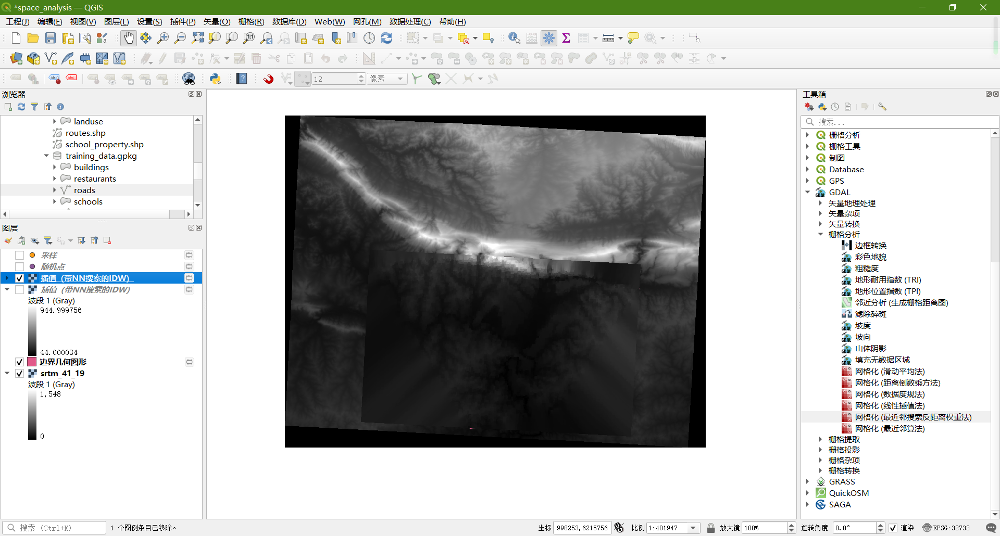 *space_analysis — QGIS
工程(J) 编辑(E) 视图(V) 图层(L) 设置(S) 插件(P) 矢量(O) 栅格(R) 数据库(D) Web(W) 网孔(M) 数据处理(C) 帮助(H)
12 像素
浏览器
landuse
routes.shp
school_property.shp
training_data.gpkg
buildings
restaurants
roads
schools
图层
采样
随机点
插值 (带NN搜索的IDW)
插值 (带NN搜索的IDW)
波段 1 (Gray)
944.999756
44.000034
边界几何图形
srtm_41_19
波段 1 (Gray)
1,548
0
工具箱
搜索...
栅格分析
栅格工具
制图
Database
GPS
GDAL
矢量地理处理
矢量杂项
矢量转换
栅格分析
边框转换
彩色地貌
粗糙度
地形耐用指数 (TRI)
地形位置指数 (TPI)
邻近分析 (生成栅格距离图)
滤除碎斑
坡度
坡向
山体阴影
填充无数据区域
网格化 (滑动平均法)
网格化 (距离倒数乘方法)
网格化 (数据度规法)
网格化 (线性插值法)
网格化 (最近邻搜索反距离权重法)
网格化 (最近邻算法)
栅格提取
栅格投影
栅格杂项
栅格转换
GRASS
QuickOSM
SAGA
搜索 (Ctrl+K) 1 个图例条目已移除。 坐标 998253,6215756 比例 1:401947 放大镜 100% 旋转角度 0.0° 渲染 EPSG:32733